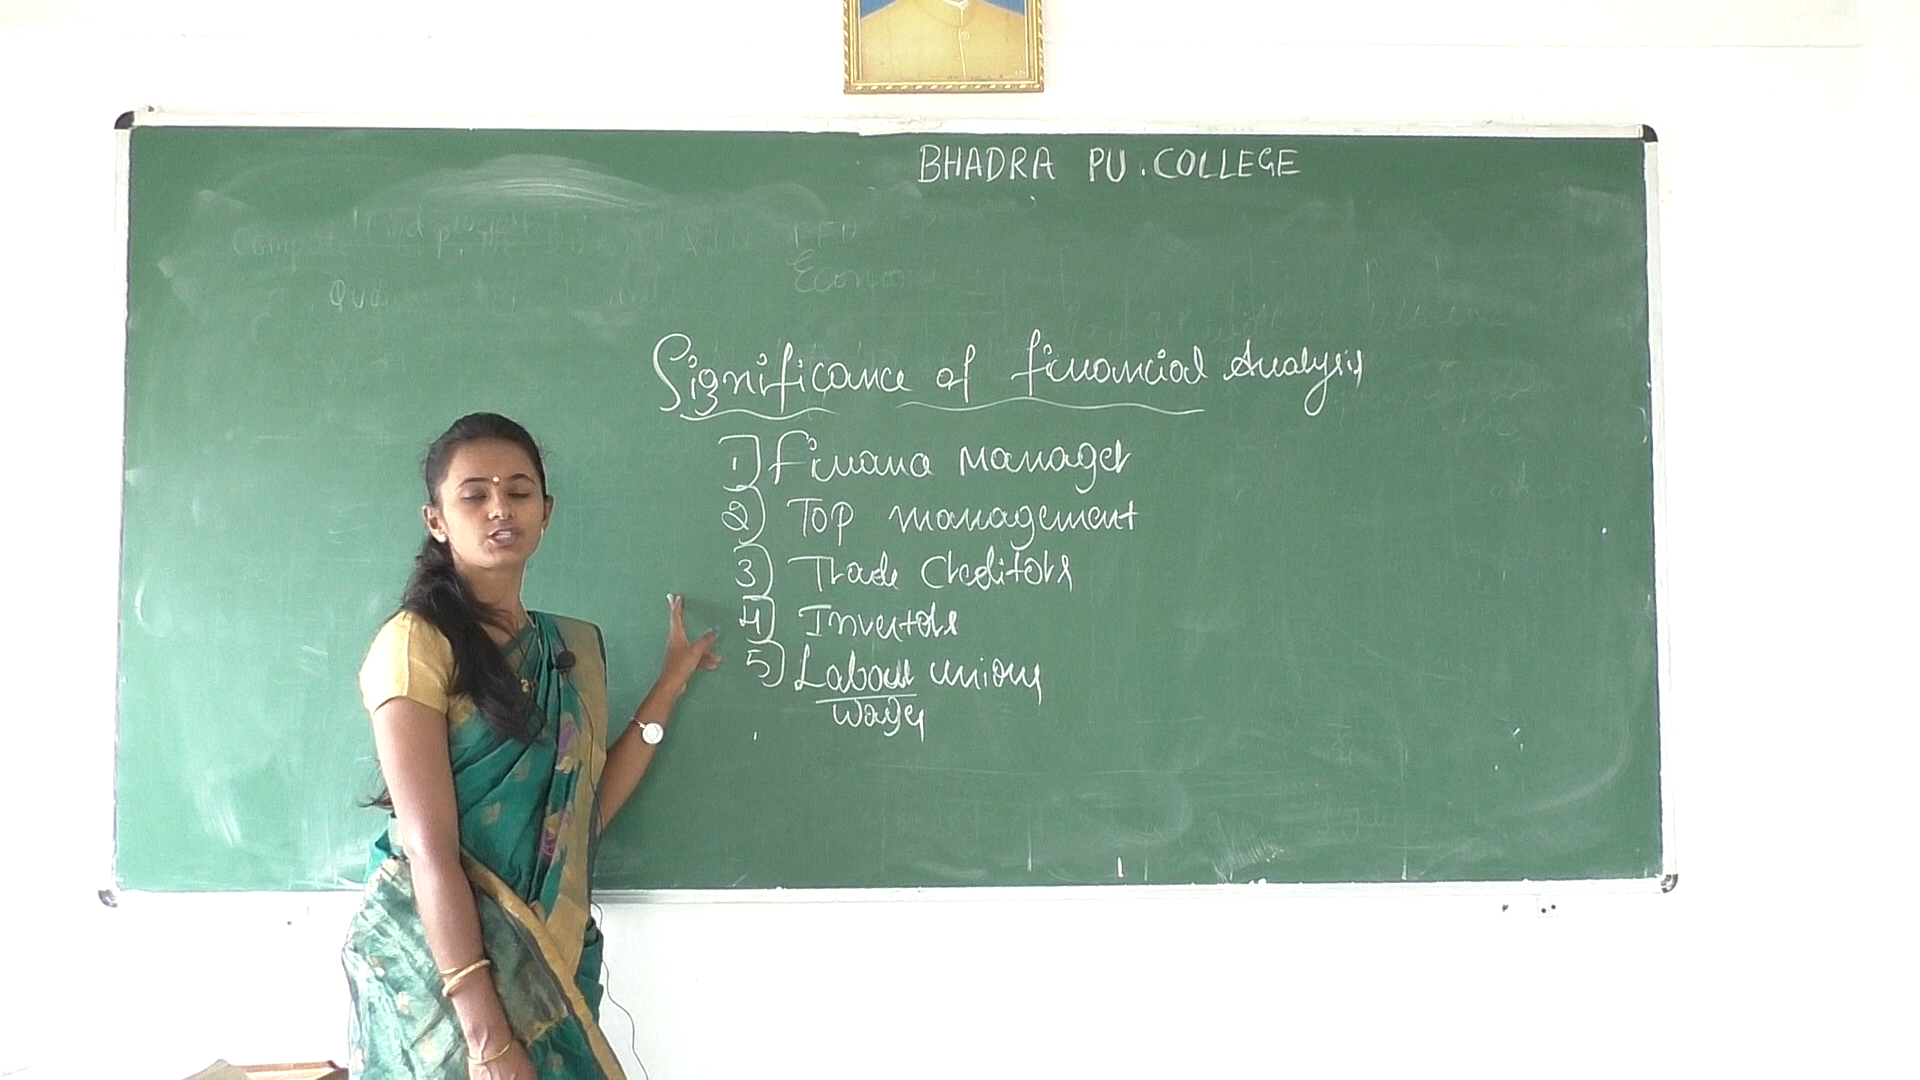 BHADRA PU. COLLEGE
Economics
Significance of financial Analysis
1) finance manager
2) Top management
3) Trade Creditors
4) Investors
5) Labour unions
wages